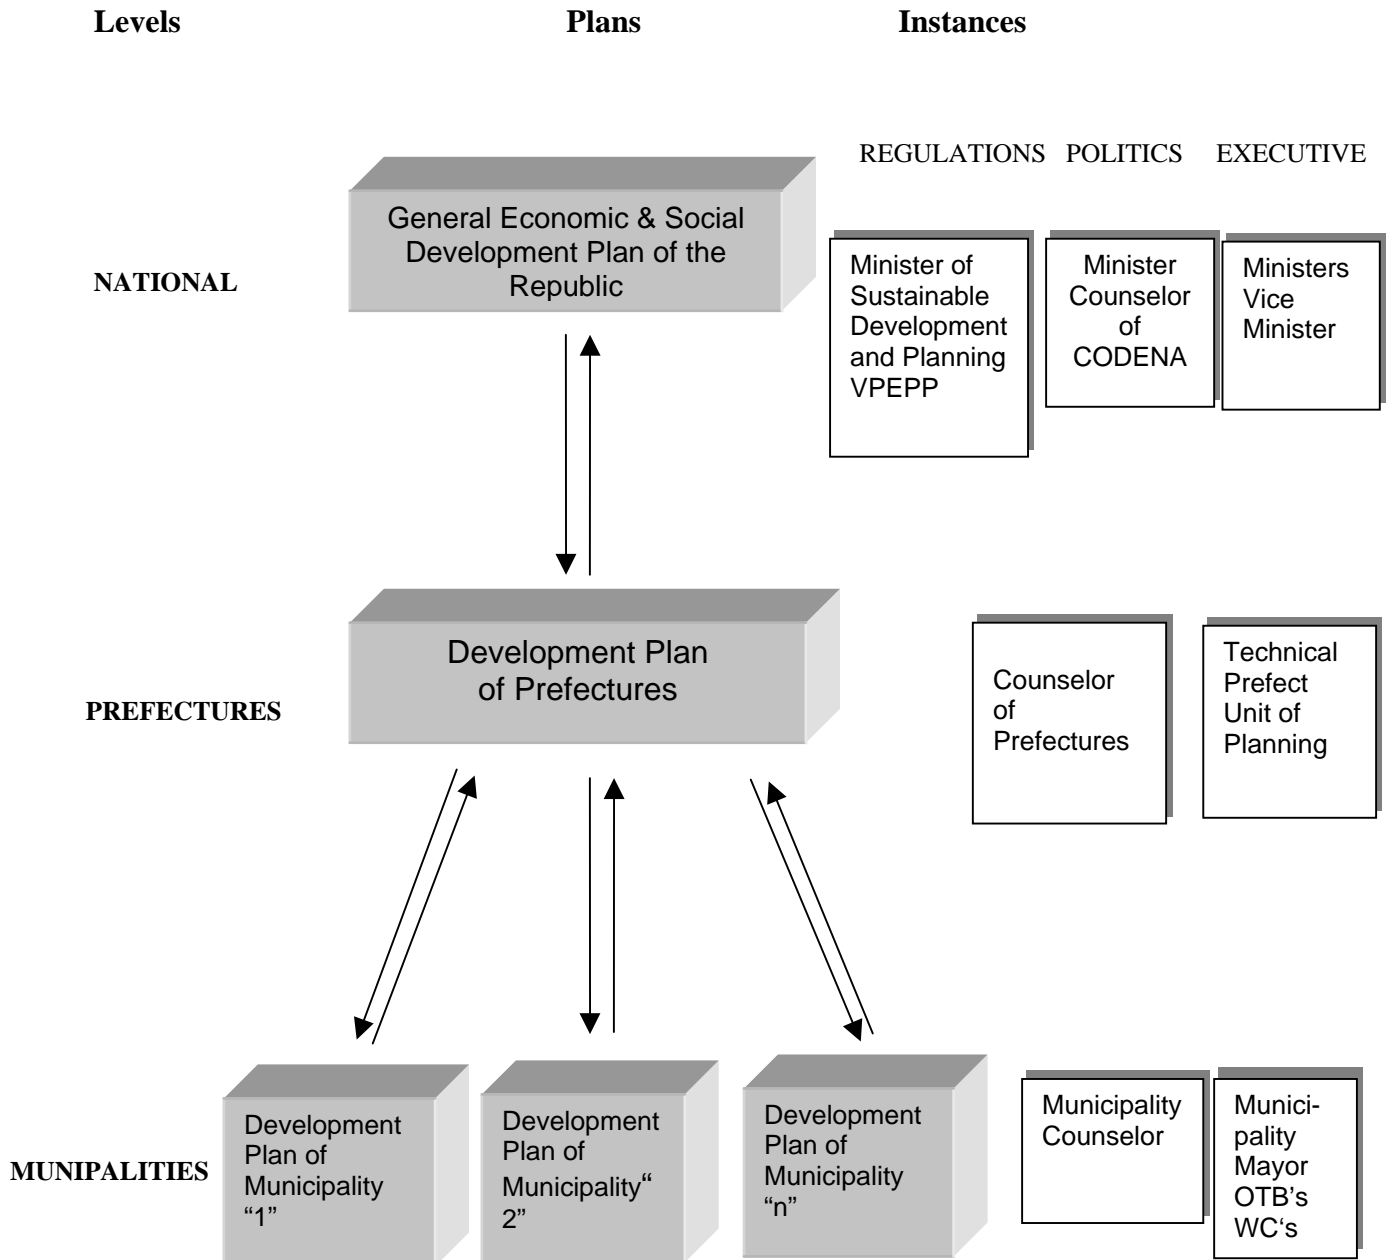 Levels Plans Instances
REGULATIONS POLITICS EXECUTIVE
NATIONAL
General Economic & Social
Development Plan of the
Republic
Minister of
Sustainable
Development
and Planning
VPEPP
Minister
Counselor
of
CODENA
Ministers
Vice
Minister
PREFECTURES
Development Plan
of Prefectures
Counselor
of
Prefectures
Technical
Prefect
Unit of
Planning
MUNIPALITIES
Development
Plan of
Municipality
“1”
Development
Plan of
Municipality“
2”
Development
Plan of
Municipality
“n”
Municipality
Counselor
Munici-
pality
Mayor
OTB’s
WC‘s